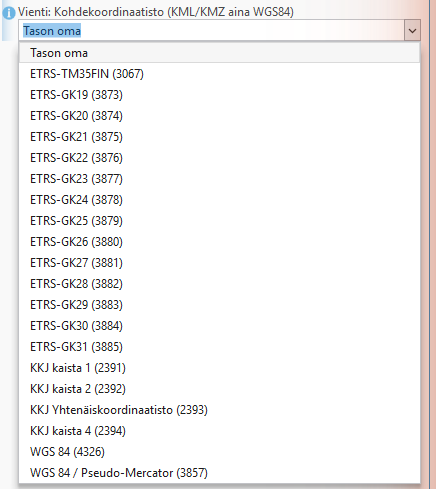 Vienti: Kohdekoordinaatisto (KML/KMZ aina WGS84)
Tason oma
Tason oma
ETRS-TM35FIN (3067)
ETRS-GK19 (3873)
ETRS-GK20 (3874)
ETRS-GK21 (3875)
ETRS-GK22 (3876)
ETRS-GK23 (3877)
ETRS-GK24 (3878)
ETRS-GK25 (3879)
ETRS-GK26 (3880)
ETRS-GK27 (3881)
ETRS-GK28 (3882)
ETRS-GK29 (3883)
ETRS-GK30 (3884)
ETRS-GK31 (3885)
KKJ kaista 1 (2391)
KKJ kaista 2 (2392)
KKJ Yhtenäiskoordinaatisto (2393)
KKJ kaista 4 (2394)
WGS 84 (4326)
WGS 84 / Pseudo-Mercator (3857)